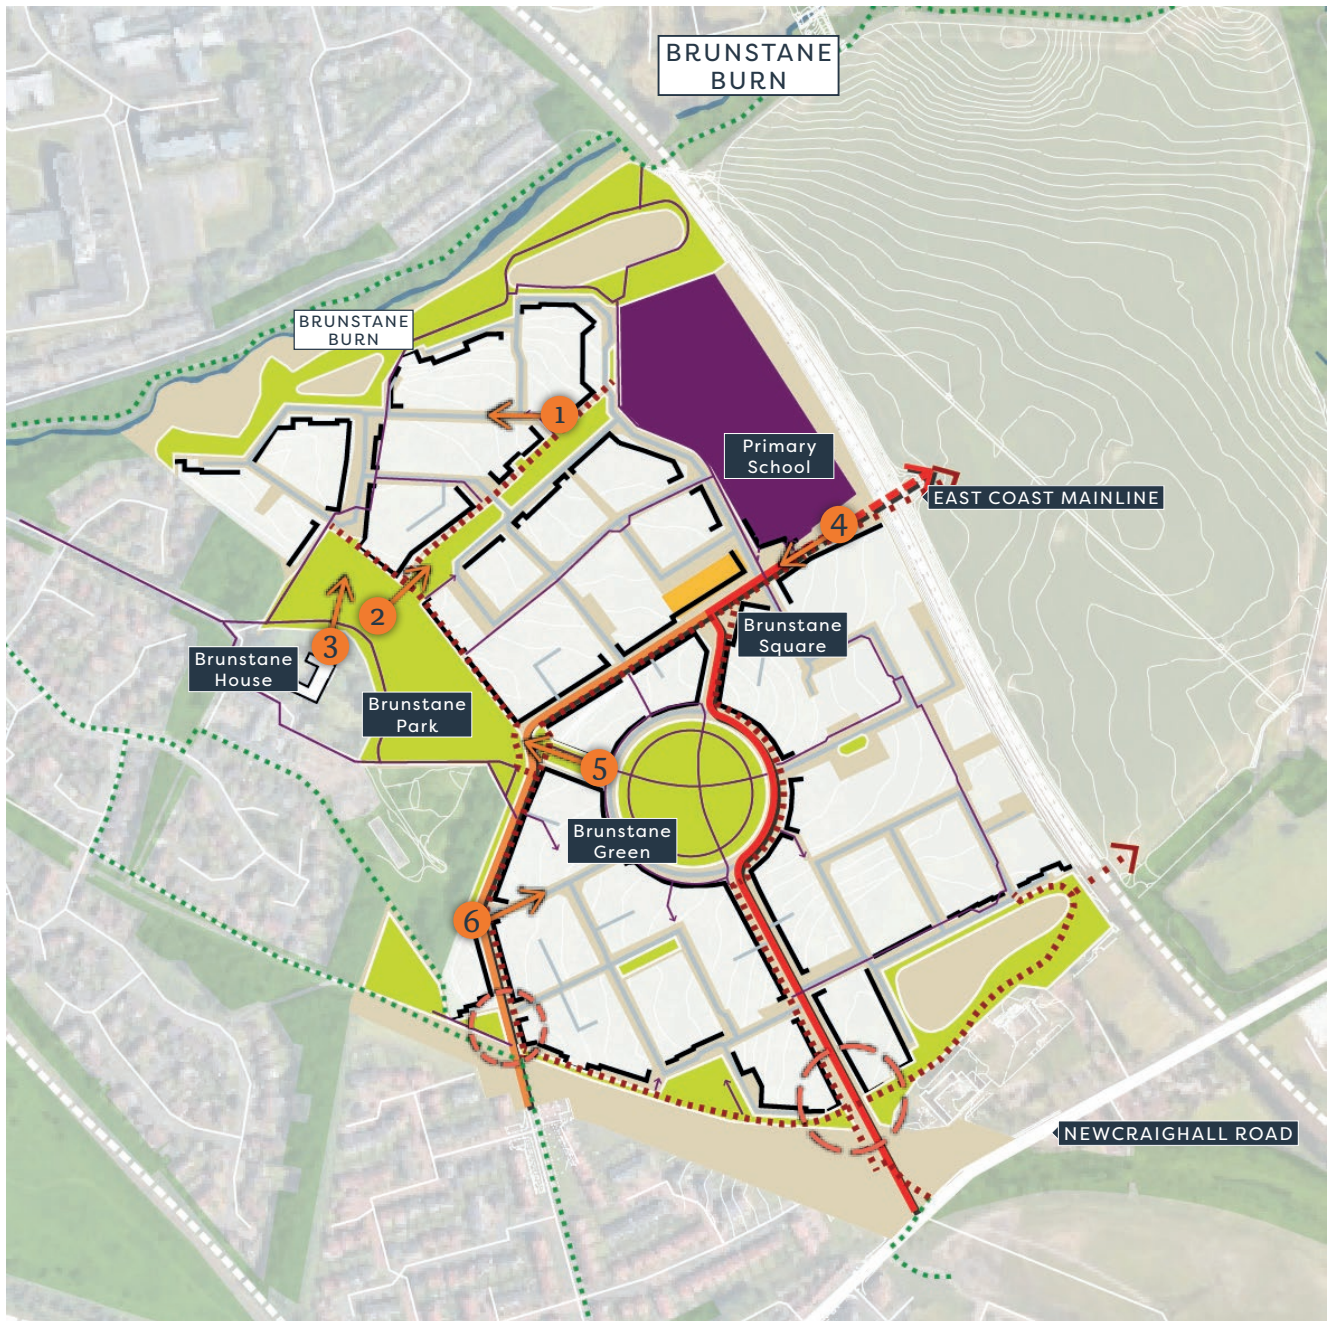 BRUNSTANE
BURN
BRUNSTANE
BURN
1
Primary
School
EAST COAST MAINLINE
4
2
3
Brunstane
House
Brunstane
Square
Brunstane
Park
5
Brunstane
Green
6
NEWCRAIGHALL ROAD